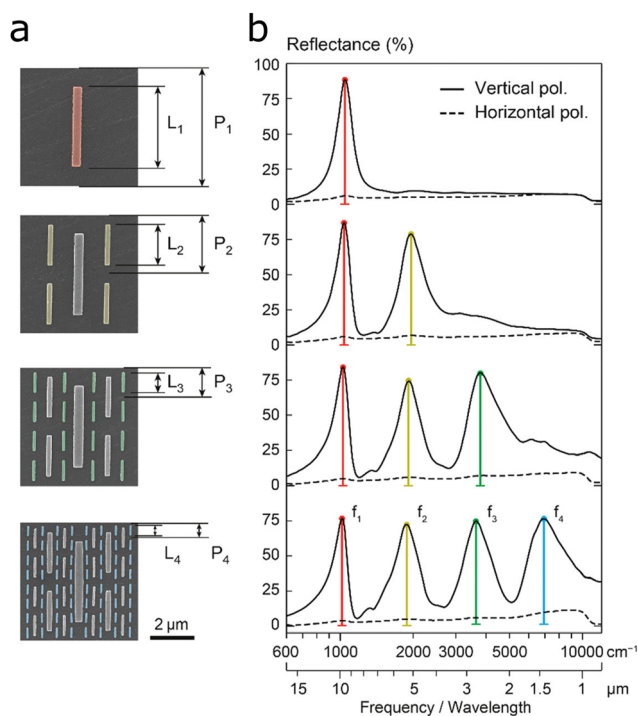 a
b
L1
P1
L2
P2
L3
P3
L4
P4
2 µm
Reflectance (%)
Vertical pol.
Horizontal pol.
100
75
50
25
0
75
50
25
0
75
50
25
0
75
50
25
0
f1 f2 f3 f4
600 1000 2000 3000 5000 10000 cm⁻¹
15 10 5 3 2 1.5 1 µm
Frequency / Wavelength